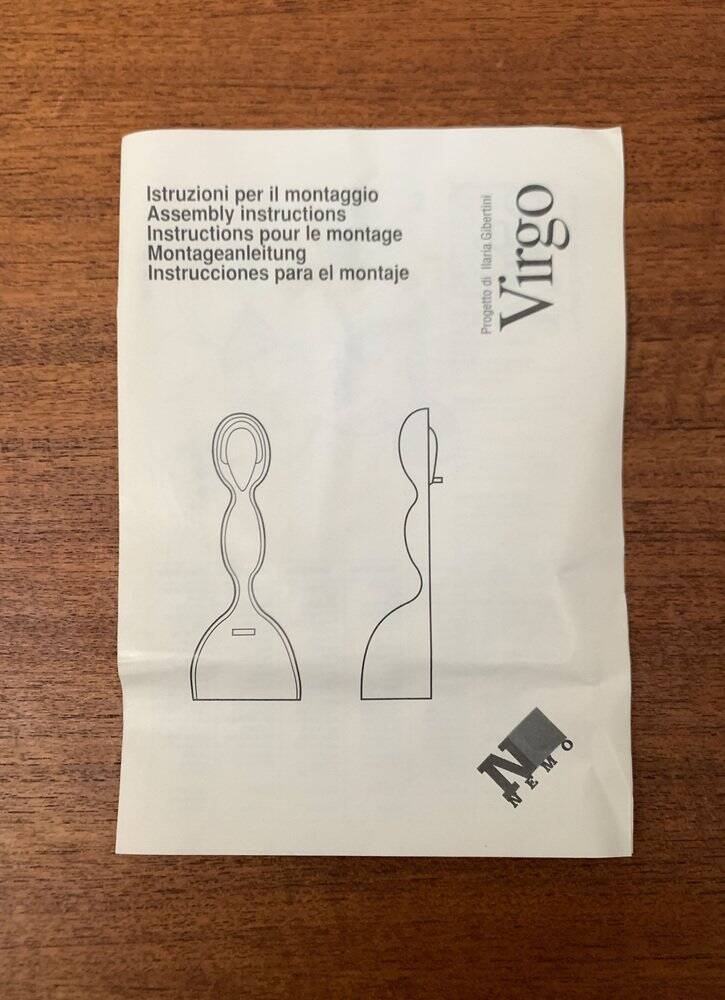 Istruzioni per il montaggio
Assembly instructions
Instructions pour le montage
Montageanleitung
Instrucciones para el montaje
Progetto di Ilaria Gibertini
Virgo
N
NEMO